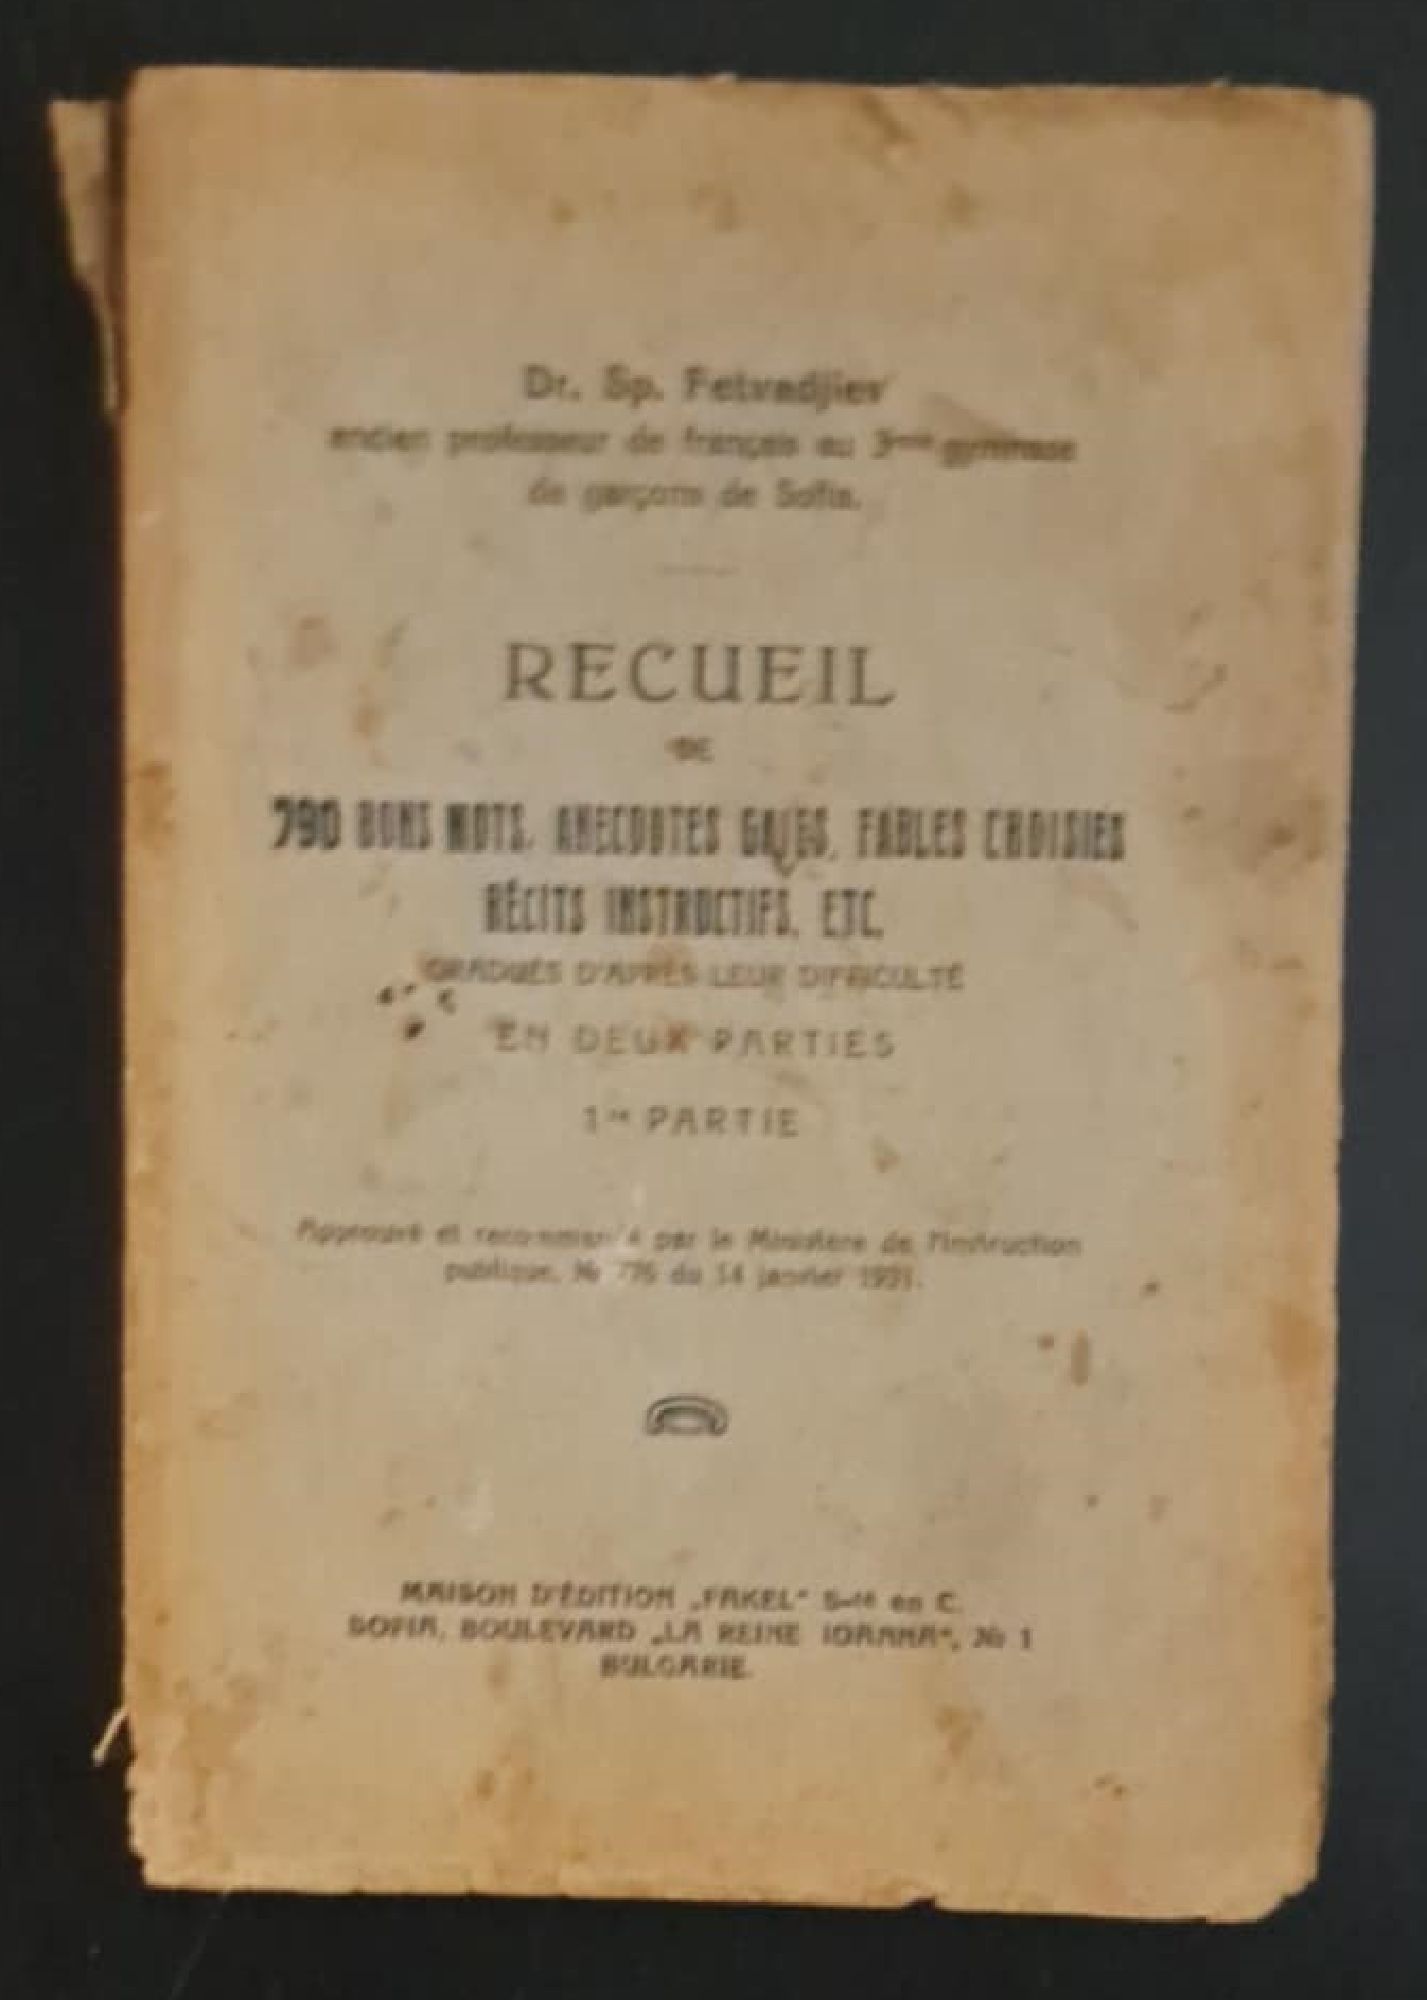 Dr. Sp. Fetvadjiev
ancien professeur de français au 3ème gymnase
de garçons de Sofia.
RECUEIL
DE
790 BONS MOTS, ANECDOTES GAIES, FABLES CHOISIES
RÉCITS INSTRUCTIFS, ETC.
GRADUÉS D'APRÈS LEUR DIFFICULTÉ
EN DEUX PARTIES
1re PARTIE
Approuvé et recommandé par le Ministère de l'Instruction
publique, № 776 du 14 janvier 1931.
MAISON D'ÉDITION „FAKEL" S-té en C.
SOFIA, BOULEVARD „LA REINE IOANNA", № 1
BULGARIE